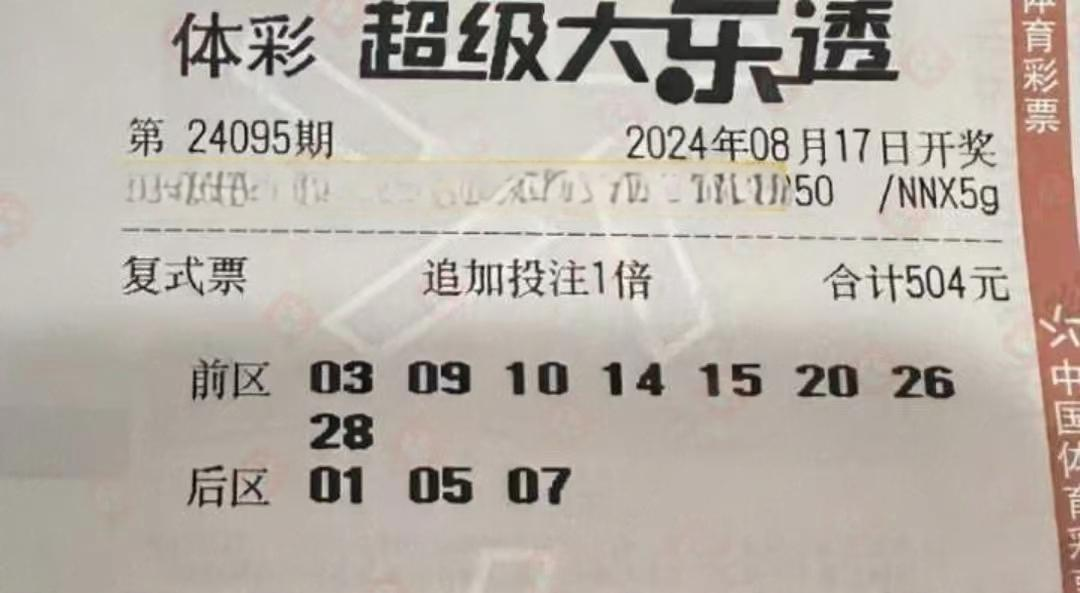 体彩 超级大乐透
第 24095期 2024年08月17日开奖
50 /NNX5g
复式票 追加投注1倍 合计504元
前区 03 09 10 14 15 20 26
28
后区 01 05 07
体育彩票
中国体育彩